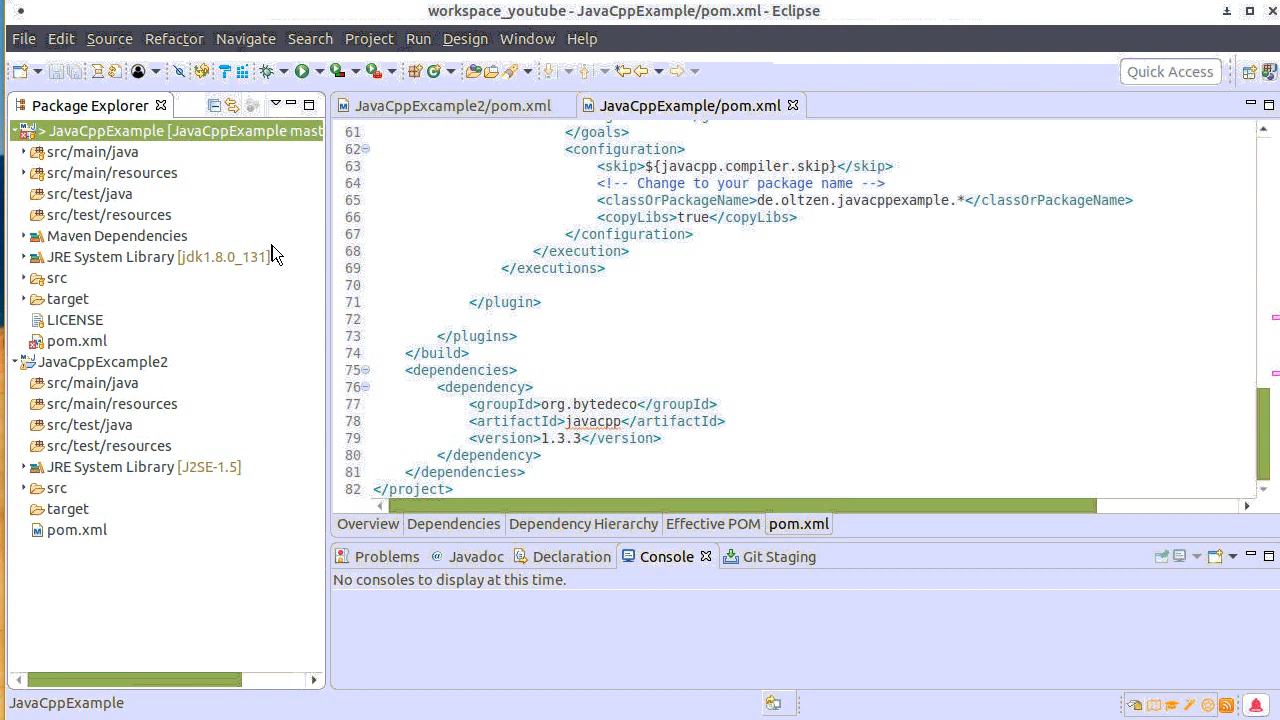 workspace_youtube - JavaCppExample/pom.xml - Eclipse
File Edit Source Refactor Navigate Search Project Run Design Window Help
Quick Access
Package Explorer
> JavaCppExample [JavaCppExample mast
src/main/java
src/main/resources
src/test/java
src/test/resources
Maven Dependencies
JRE System Library [jdk1.8.0_131]
src
target
LICENSE
pom.xml
JavaCppExcample2
src/main/java
src/main/resources
src/test/java
src/test/resources
JRE System Library [J2SE-1.5]
src
target
pom.xml
JavaCppExcample2/pom.xml JavaCppExample/pom.xml
61 </goals>
62 <configuration>
63 <skip>${javacpp.compiler.skip}</skip>
64 <!-- Change to your package name -->
65 <classOrPackageName>de.oltzen.javacppexample.*</classOrPackageName>
66 <copyLibs>true</copyLibs>
67 </configuration>
68 </execution>
69 </executions>
70
71 </plugin>
72
73 </plugins>
74 </build>
75 <dependencies>
76 <dependency>
77 <groupId>org.bytedeco</groupId>
78 <artifactId>javacpp</artifactId>
79 <version>1.3.3</version>
80 </dependency>
81 </dependencies>
82 </project>
Overview Dependencies Dependency Hierarchy Effective POM pom.xml
Problems @ Javadoc Declaration Console Git Staging
No consoles to display at this time.
JavaCppExample